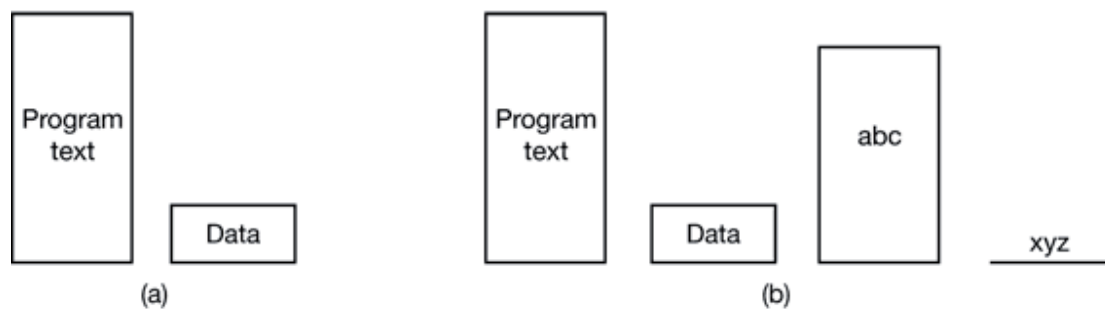 Program
text
Data
(a)
Program
text
Data
abc
xyz
(b)